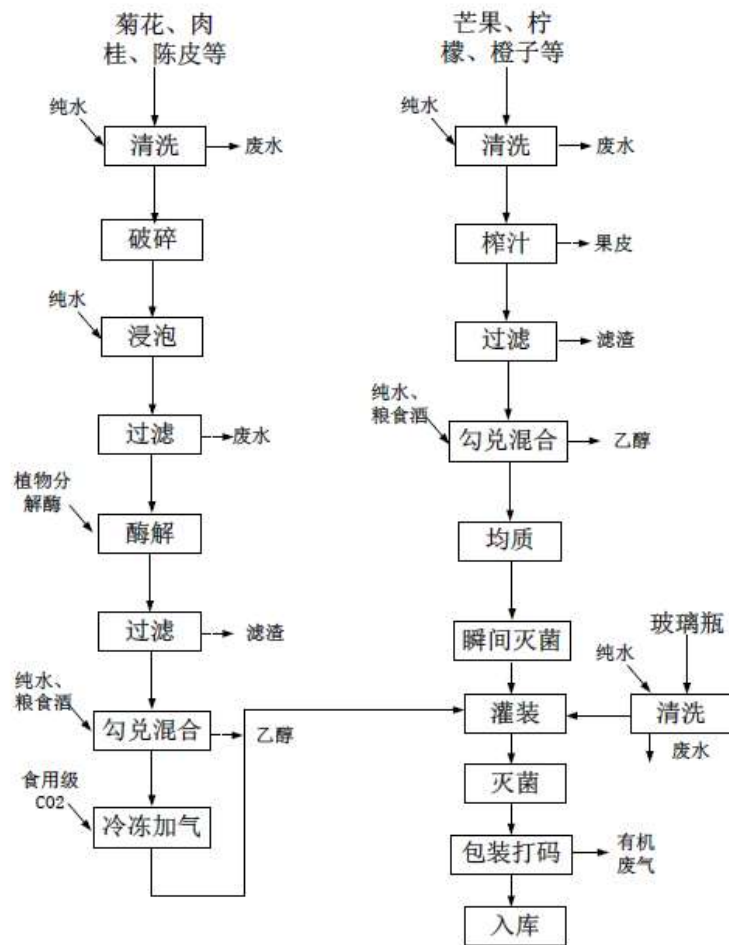 菊花、肉
桂、陈皮等
纯水
清洗
废水
破碎
纯水
浸泡
过滤
废水
植物分
解酶
酶解
过滤
滤渣
纯水、
粮食酒
勾兑混合
乙醇
食用级
CO2
冷冻加气
芒果、柠
檬、橙子等
纯水
清洗
废水
榨汁
果皮
过滤
滤渣
纯水、
粮食酒
勾兑混合
乙醇
均质
瞬间灭菌
玻璃瓶
纯水
清洗
废水
灌装
灭菌
包装打码
有机
废气
入库